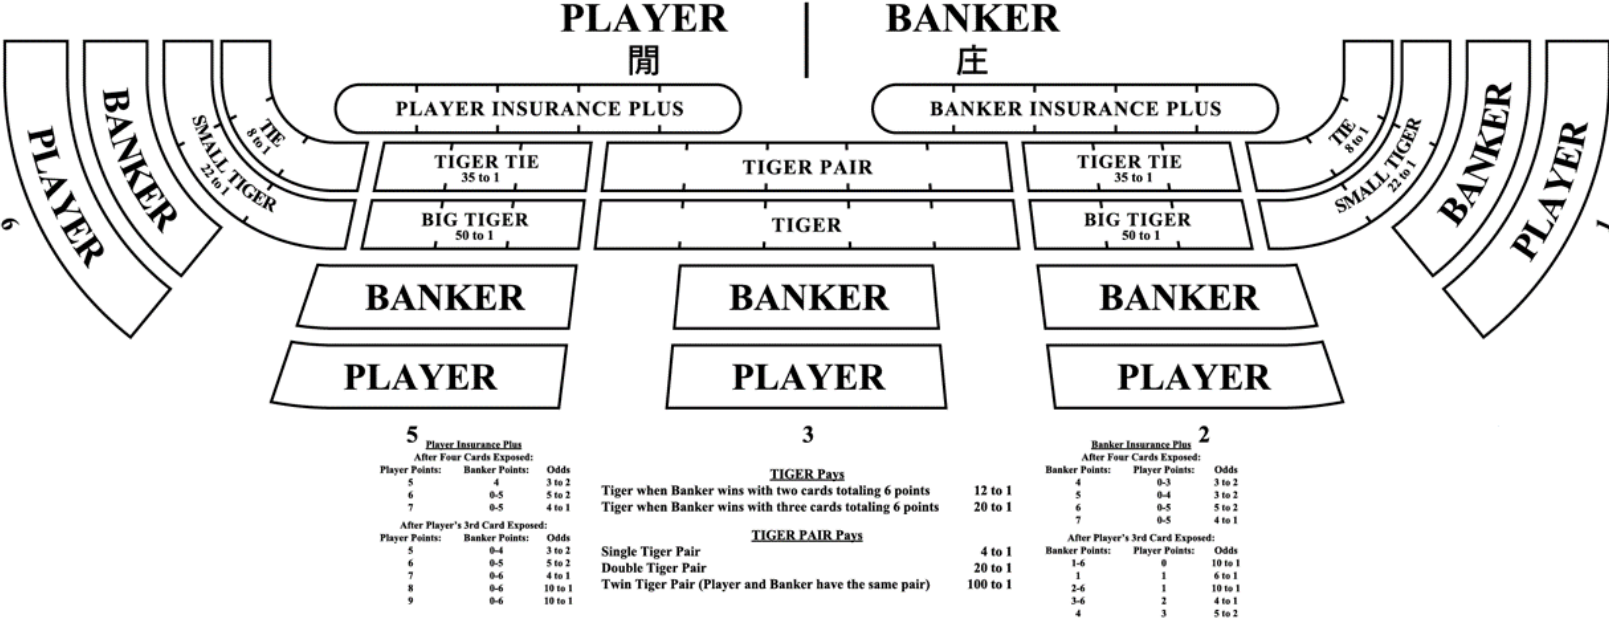 PLAYER
BANKER
閒
庄
PLAYER INSURANCE PLUS
BANKER INSURANCE PLUS
PLAYER
BANKER
SMALL TIGER
22 to 1
TIE
8 to 1
TIGER TIE
35 to 1
TIGER PAIR
TIGER TIE
35 to 1
TIE
8 to 1
SMALL TIGER
22 to 1
BANKER
PLAYER
BIG TIGER
50 to 1
TIGER
BIG TIGER
50 to 1
6
1
BANKER
BANKER
BANKER
PLAYER
PLAYER
PLAYER
5
3
2
Player Insurance Plus
After Four Cards Exposed:
Player Points: Banker Points: Odds
5 4 3 to 2
6 0-5 5 to 2
7 0-5 4 to 1
After Player's 3rd Card Exposed:
Player Points: Banker Points: Odds
5 0-4 3 to 2
6 0-5 5 to 2
7 0-6 4 to 1
8 0-6 10 to 1
9 0-6 10 to 1
TIGER Pays
Tiger when Banker wins with two cards totaling 6 points 12 to 1
Tiger when Banker wins with three cards totaling 6 points 20 to 1
TIGER PAIR Pays
Single Tiger Pair 4 to 1
Double Tiger Pair 20 to 1
Twin Tiger Pair (Player and Banker have the same pair) 100 to 1
Banker Insurance Plus
After Four Cards Exposed:
Banker Points: Player Points: Odds
4 0-3 3 to 2
5 0-4 3 to 2
6 0-5 5 to 2
7 0-5 4 to 1
After Player's 3rd Card Exposed:
Banker Points: Player Points: Odds
1-6 0 10 to 1
1 1 6 to 1
2-6 1 10 to 1
3-6 2 4 to 1
4 3 5 to 2